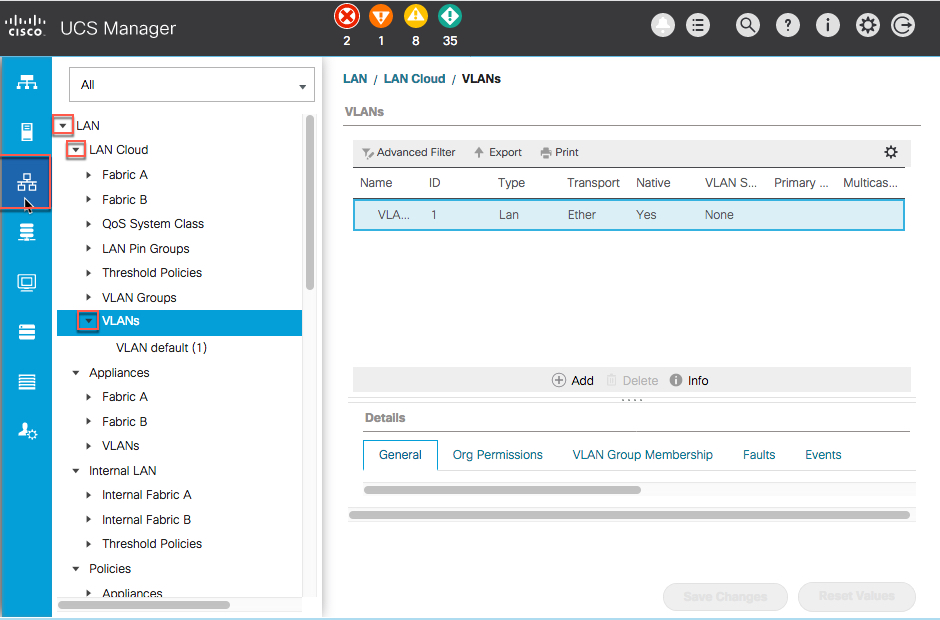 CISCO
UCS Manager
2 1 8 35
All
LAN
LAN Cloud
Fabric A
Fabric B
QoS System Class
LAN Pin Groups
Threshold Policies
VLAN Groups
VLANs
VLAN default (1)
Appliances
Fabric A
Fabric B
VLANs
Internal LAN
Internal Fabric A
Internal Fabric B
Threshold Policies
Policies
Appliances
LAN / LAN Cloud / VLANs
VLANs
Advanced Filter Export Print
Name ID Type Transport Native VLAN S... Primary ... Multicas...
VLA... 1 Lan Ether Yes None
Add Delete Info
Details
General Org Permissions VLAN Group Membership Faults Events
Save Changes Reset Values